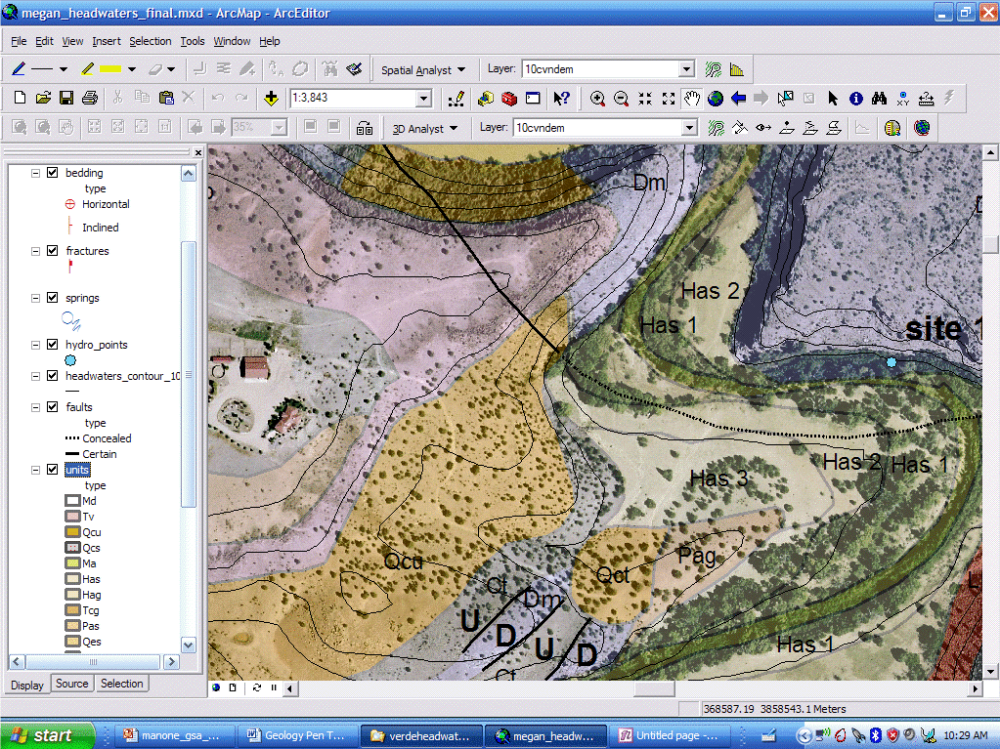 megan_headwaters_final.mxd - ArcMap - ArcEditor
File Edit View Insert Selection Tools Window Help
Spatial Analyst Layer: 10cvndem
1:3,843
35% 3D Analyst Layer: 10cvndem
bedding
type
Horizontal
Inclined
fractures
springs
hydro_points
headwaters_contour_10
faults
type
Concealed
Certain
units
type
Md
Tv
Qcu
Qcs
Ma
Has
Hag
Tcg
Pas
Qes
Display Source Selection
Dm
Has 2
Has 1
site 1
Has 2 Has 1
Has 3
Pag
Qcu
Qct
Ct
Dm
U D U D
Ct
Has 1
368587.19 3858543.1 Meters
start manone_gsa_... Geology Pen T... verdeheadwat... megan_headw... Untitled page -... 10:29 AM